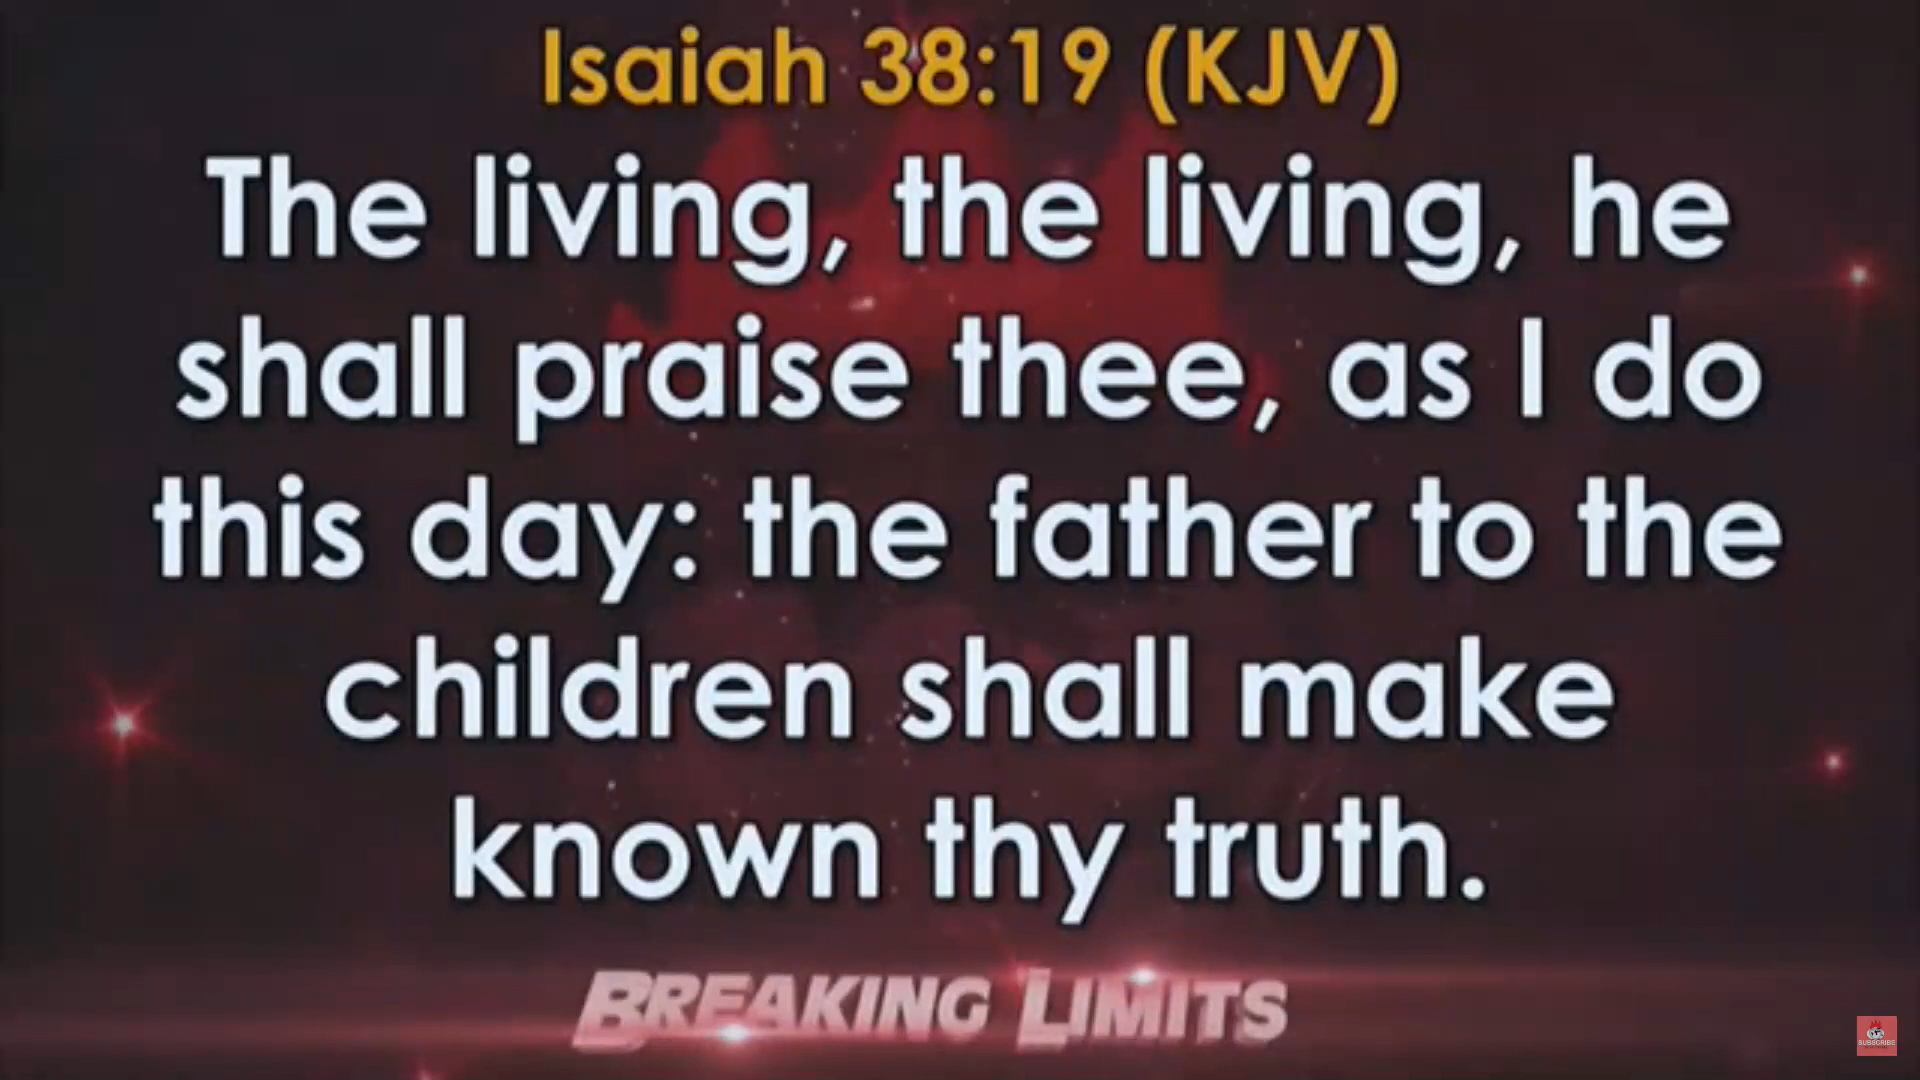 Isaiah 38:19 (KJV)
The living, the living, he
shall praise thee, as I do
this day: the father to the
children shall make
known thy truth.
BREAKING LIMITS
SUBSCRIBE